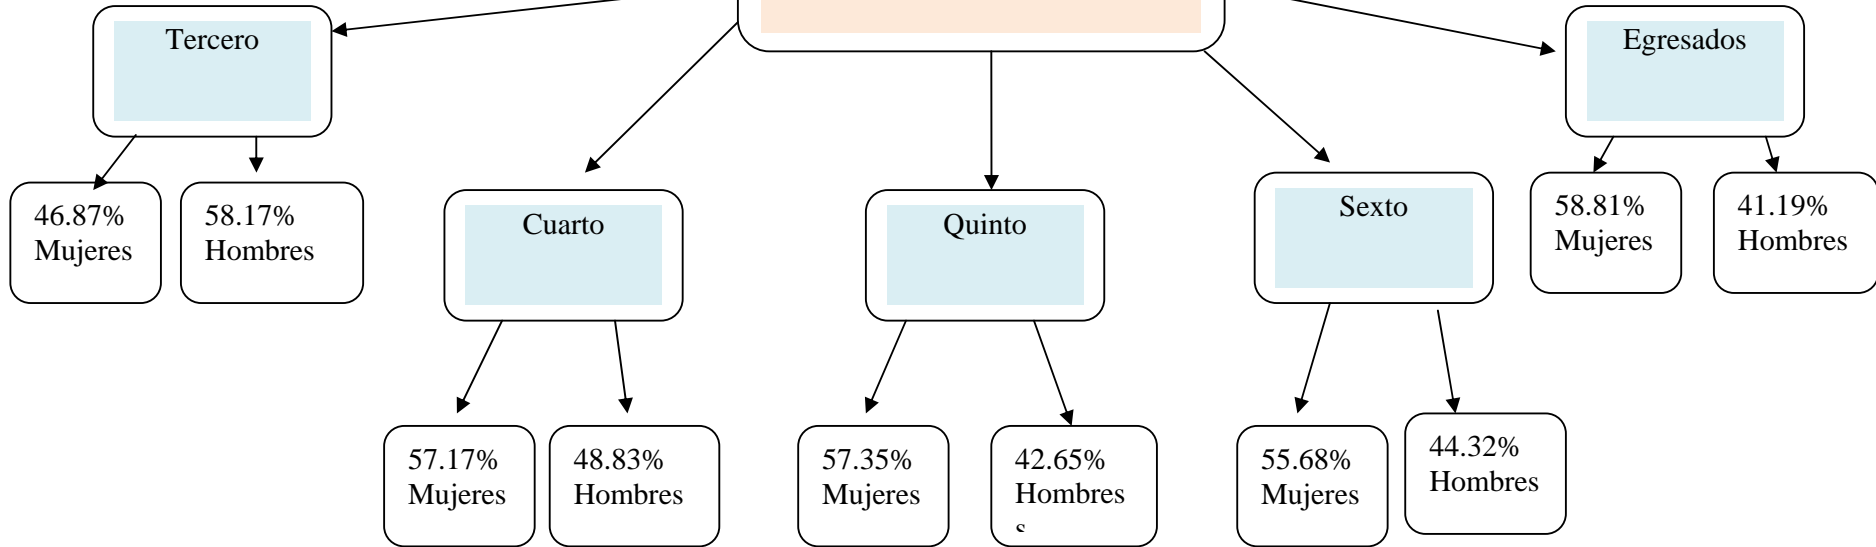 Tercero
Egresados
46.87%
Mujeres
58.17%
Hombres
Cuarto
Quinto
Sexto
58.81%
Mujeres
41.19%
Hombres
57.17%
Mujeres
48.83%
Hombres
57.35%
Mujeres
42.65%
Hombres
s
55.68%
Mujeres
44.32%
Hombres